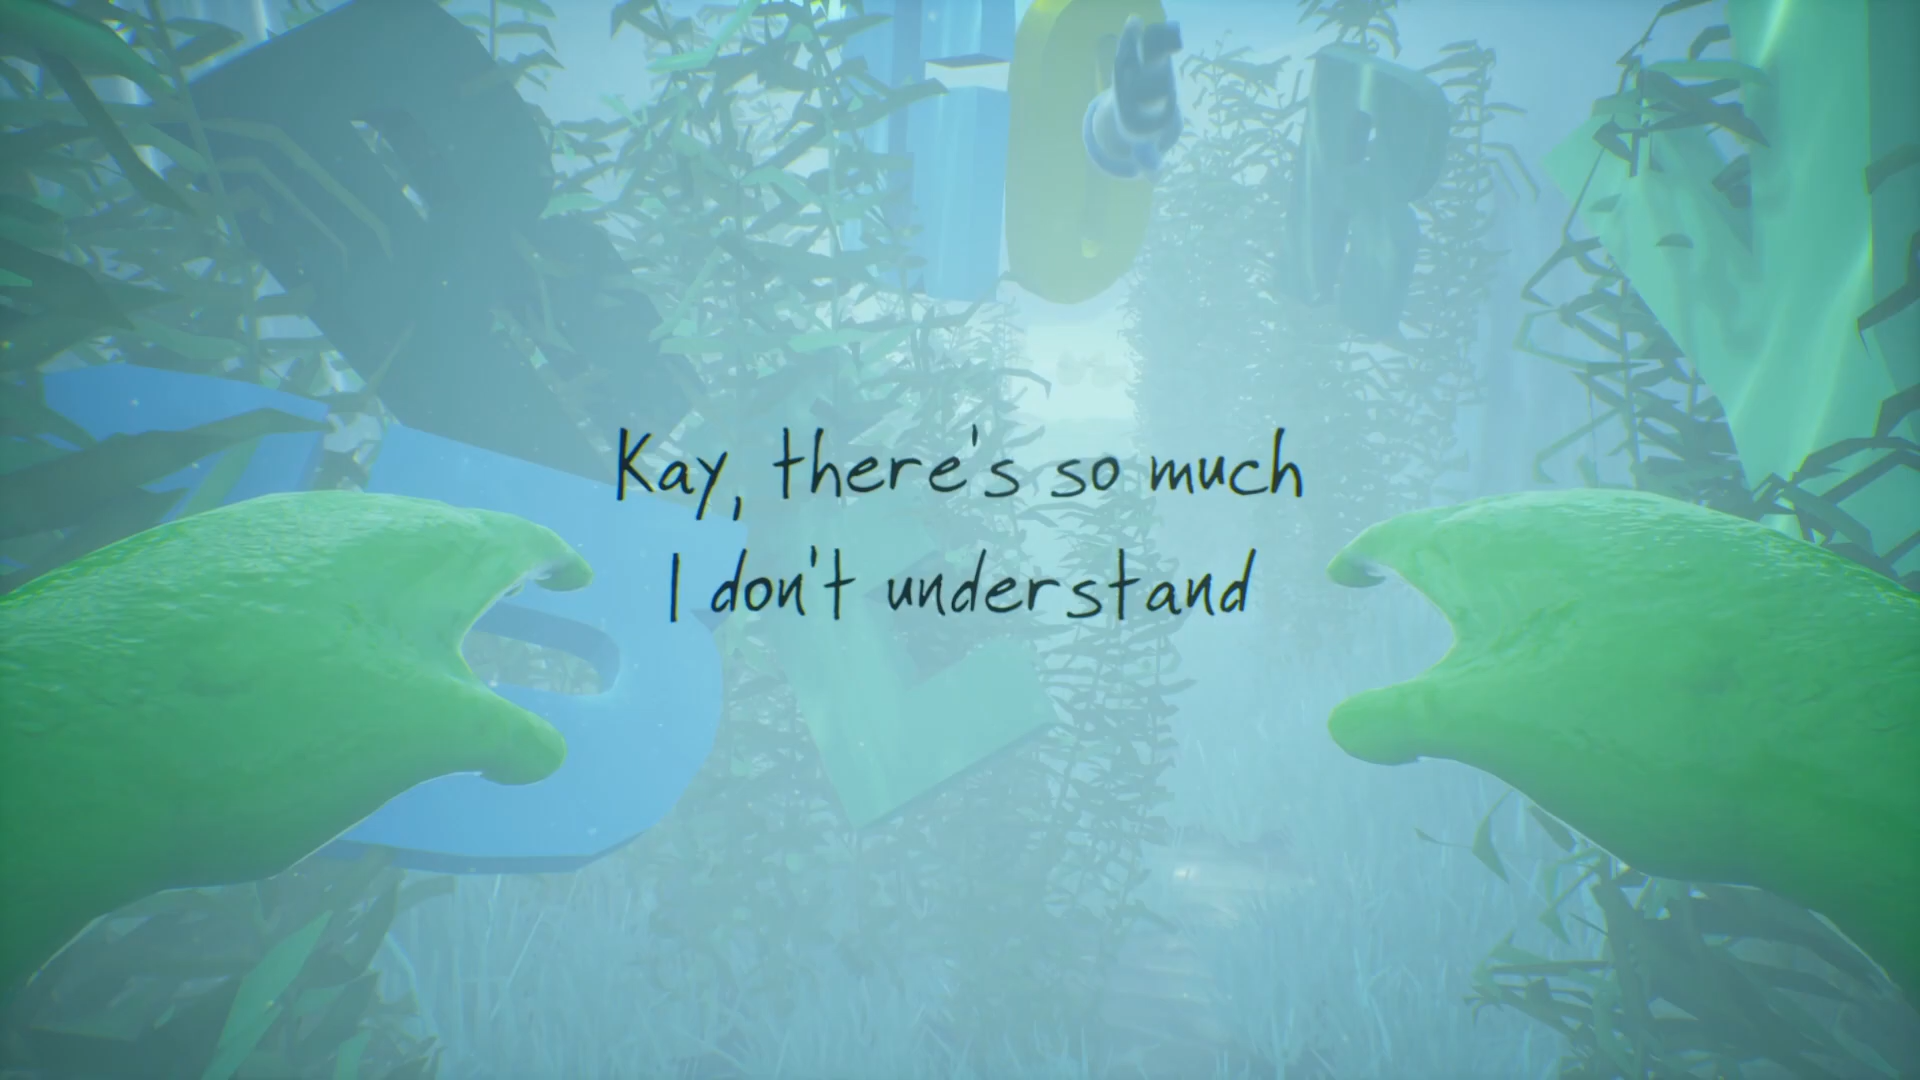 Kay, there's so much
I don't understand